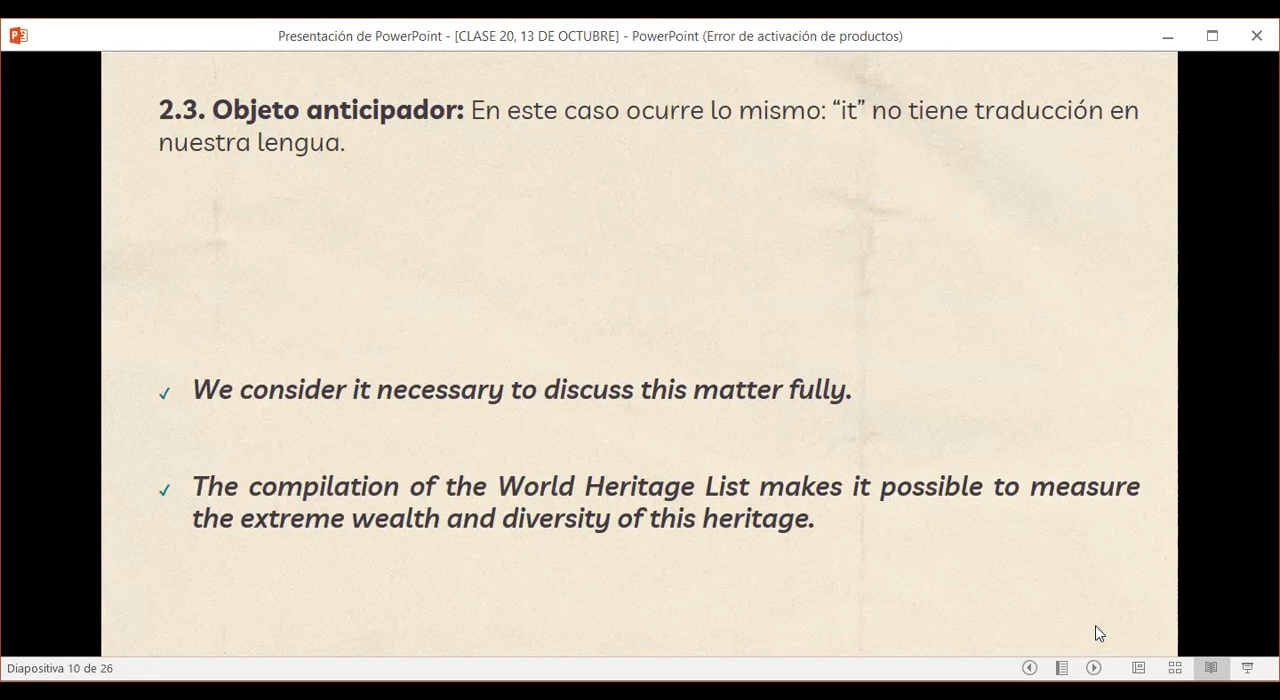 Presentación de PowerPoint - [CLASE 20, 13 DE OCTUBRE] - PowerPoint (Error de activación de productos)
2.3. Objeto anticipador: En este caso ocurre lo mismo: “it” no tiene traducción en
nuestra lengua.
✓ We consider it necessary to discuss this matter fully.
✓ The compilation of the World Heritage List makes it possible to measure
the extreme wealth and diversity of this heritage.
Diapositiva 10 de 26